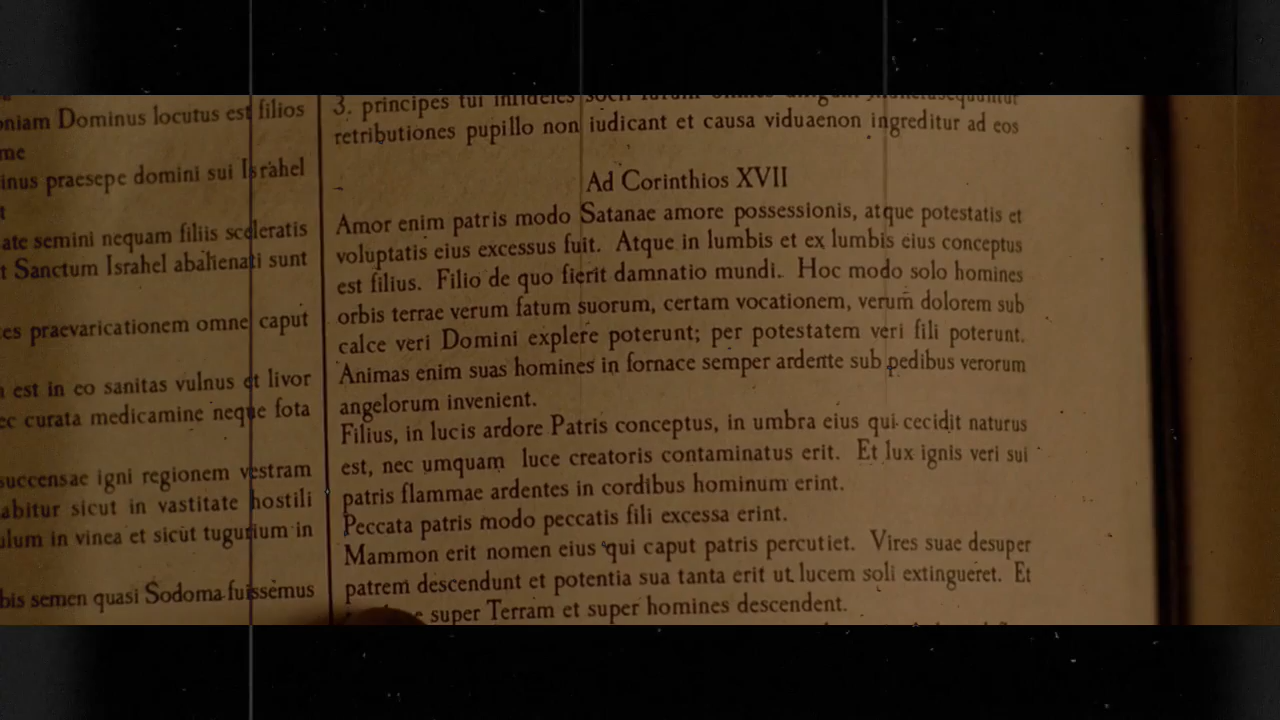 oniam Dominus locutus est filios
me
inus praesepe domini sui Israhel
t
ate semini nequam filiis sceleratis
t Sanctum Israhel abalienati sunt
es praevaricationem omne caput
est in eo sanitas vulnus et livor
ec curata medicamine neque fota
succensae igni regionem vestram
abitur sicut in vastitate hostili
ulum in vinea et sicut tugurium in
bis semen quasi Sodoma fuissemus
3. principes tui infideles socii furum omnes
retributiones pupillo non iudicant et causa viduaenon ingreditur ad eos
Ad Corinthios XVII
Amor enim patris modo Satanae amore possessionis, atque potestatis et
voluptatis eius excessus fuit. Atque in lumbis et ex lumbis eius conceptus
est filius. Filio de quo fierit damnatio mundi. Hoc modo solo homines
orbis terrae verum fatum suorum, certam vocationem, verum dolorem sub
calce veri Domini explere poterunt; per potestatem veri fili poterunt.
Animas enim suas homines in fornace semper ardente sub pedibus verorum
angelorum invenient.
Filius, in lucis ardore Patris conceptus, in umbra eius qui cecidit naturus
est, nec umquam luce creatoris contaminatus erit. Et lux ignis veri sui
patris flammae ardentes in cordibus hominum erint.
Peccata patris modo peccatis fili excessa erint.
Mammon erit nomen eius qui caput patris percutiet. Vires suae desuper
patrem descendunt et potentia sua tanta erit ut lucem soli extingueret. Et
super Terram et super homines descendent.